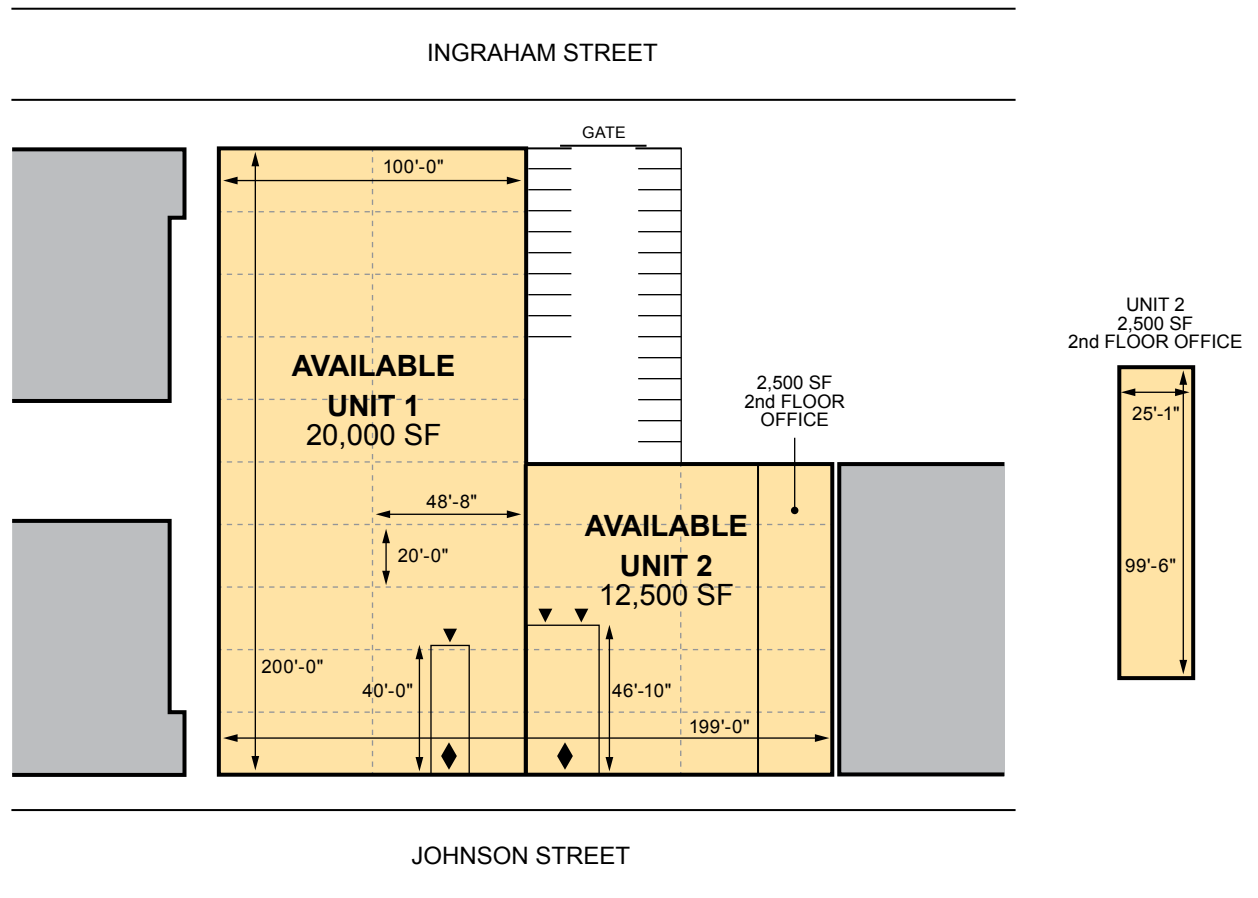 INGRAHAM STREET
GATE
100'-0"
AVAILABLE
UNIT 1
20,000 SF
2,500 SF
2nd FLOOR
OFFICE
UNIT 2
2,500 SF
2nd FLOOR OFFICE
25'-1"
99'-6"
48'-8"
20'-0"
AVAILABLE
UNIT 2
12,500 SF
200'-0"
40'-0"
46'-10"
199'-0"
JOHNSON STREET